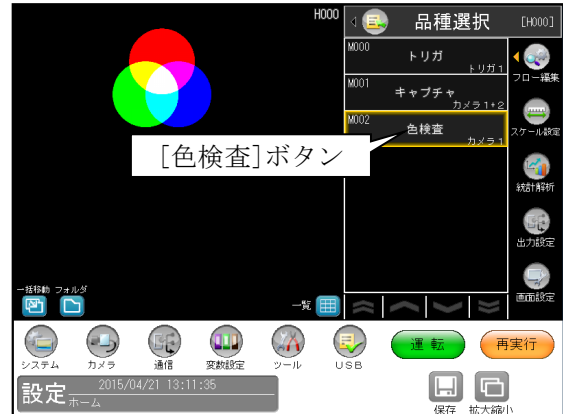 H000
品種選択
[H000]
M000
トリガ
トリガ1
M001
キャプチャ
カメラ1+2
M002
色検査
カメラ1
[色検査]ボタン
フロー編集
スケール設定
統計解析
出力設定
画面設定
一括移動 フォルダ
一覧
システム
カメラ
通信
変数設定
ツール
USB
運転
再実行
設定
2015/04/21 13:11:35
ホーム
保存
拡大縮小